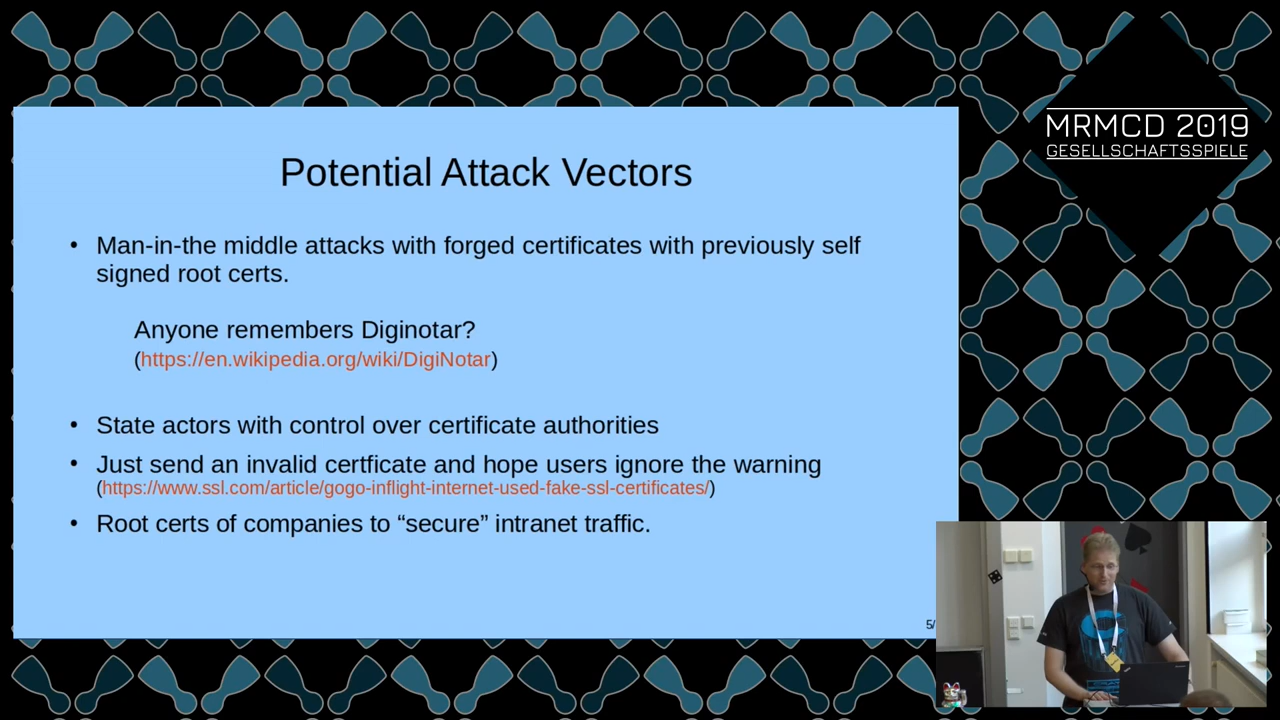 MRMCD 2019
GESELLSCHAFTSSPIELE
Potential Attack Vectors
• Man-in-the middle attacks with forged certificates with previously self
signed root certs.
Anyone remembers Diginotar?
(https://en.wikipedia.org/wiki/DigiNotar)
• State actors with control over certificate authorities
• Just send an invalid certficate and hope users ignore the warning
(https://www.ssl.com/article/gogo-inflight-internet-used-fake-ssl-certificates/)
• Root certs of companies to “secure” intranet traffic.
5/